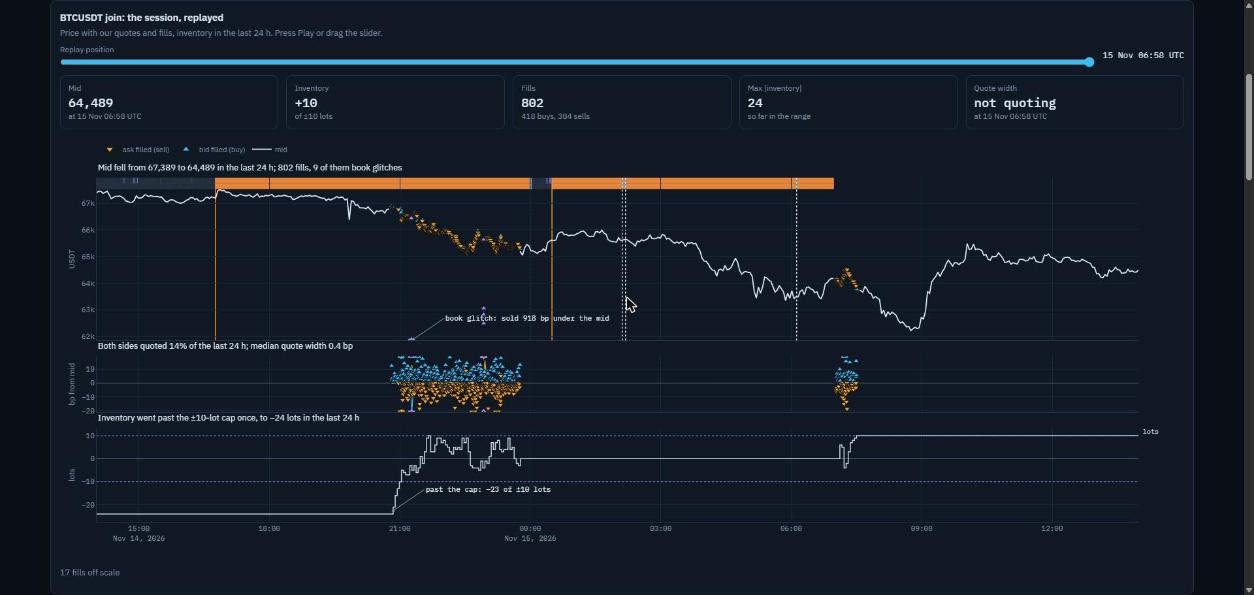 BTCUSDT join: the session, replayed
Price with our quotes and fills, inventory in the last 24 h. Press Play or drag the slider.
Replay position
15 Nov 06:58 UTC
Mid
64,489
at 15 Nov 06:58 UTC
Inventory
+10
of ±10 lots
Fills
802
418 buys, 384 sells
Max |inventory|
24
so far in the range
Quote width
not quoting
at 15 Nov 06:58 UTC
ask filled (sell) bid filled (buy) mid
Mid fell from 67,389 to 64,489 in the last 24 h; 802 fills, 9 of them book glitches
67k
66k
65k
64k
63k
62k
USDT
book glitch: sold 918 bp under the mid
Both sides quoted 14% of the last 24 h; median quote width 0.4 bp
10
0
−10
−20
bp from mid
Inventory went past the ±10-lot cap once, to −24 lots in the last 24 h
10
0
−10
−20
lots
lots
past the cap: −23 of ±10 lots
15:00 18:00 21:00 00:00 03:00 06:00 09:00 12:00
Nov 14, 2026 Nov 15, 2026
17 fills off scale